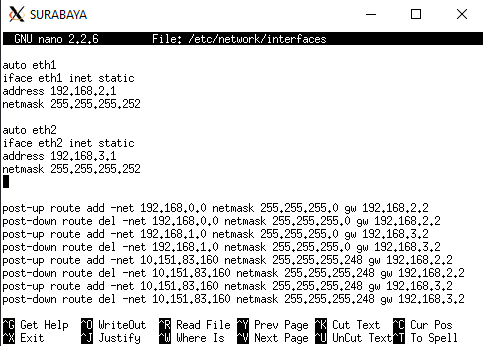 SURABAYA
GNU nano 2.2.6 File: /etc/network/interfaces
auto eth1
iface eth1 inet static
address 192.168.2.1
netmask 255.255.255.252
auto eth2
iface eth2 inet static
address 192.168.3.1
netmask 255.255.255.252
post-up route add -net 192.168.0.0 netmask 255.255.255.0 gw 192.168.2.2
post-down route del -net 192.168.0.0 netmask 255.255.255.0 gw 192.168.2.2
post-up route add -net 192.168.1.0 netmask 255.255.255.0 gw 192.168.3.2
post-down route del -net 192.168.1.0 netmask 255.255.255.0 gw 192.168.3.2
post-up route add -net 10.151.83.160 netmask 255.255.255.248 gw 192.168.2.2
post-down route del -net 10.151.83.160 netmask 255.255.255.248 gw 192.168.2.2
post-up route add -net 10.151.83.160 netmask 255.255.255.248 gw 192.168.3.2
post-down route del -net 10.151.83.160 netmask 255.255.255.248 gw 192.168.3.2
^G Get Help ^O WriteOut ^R Read File ^Y Prev Page ^K Cut Text ^C Cur Pos
^X Exit ^J Justify ^W Where Is ^V Next Page ^U UnCut Text ^T To Spell